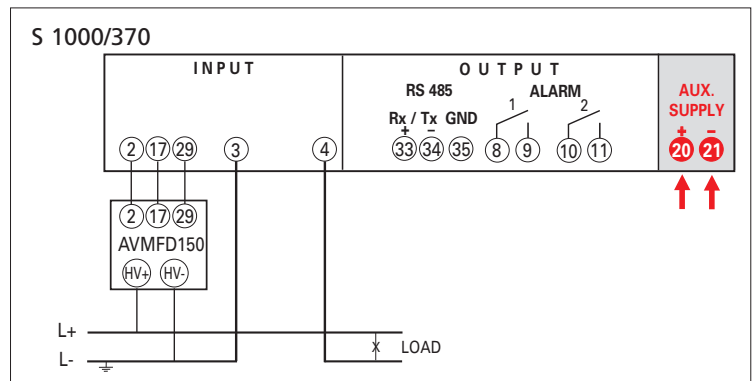 S 1000/370
INPUT
OUTPUT
RS 485
ALARM
AUX.
SUPPLY
Rx / Tx GND
1
2
+ −
+ −
2 17 29 3 4 33 34 35 8 9 10 11 20 21
2 17 29
AVMFD150
HV+ HV-
L+
L-
x LOAD